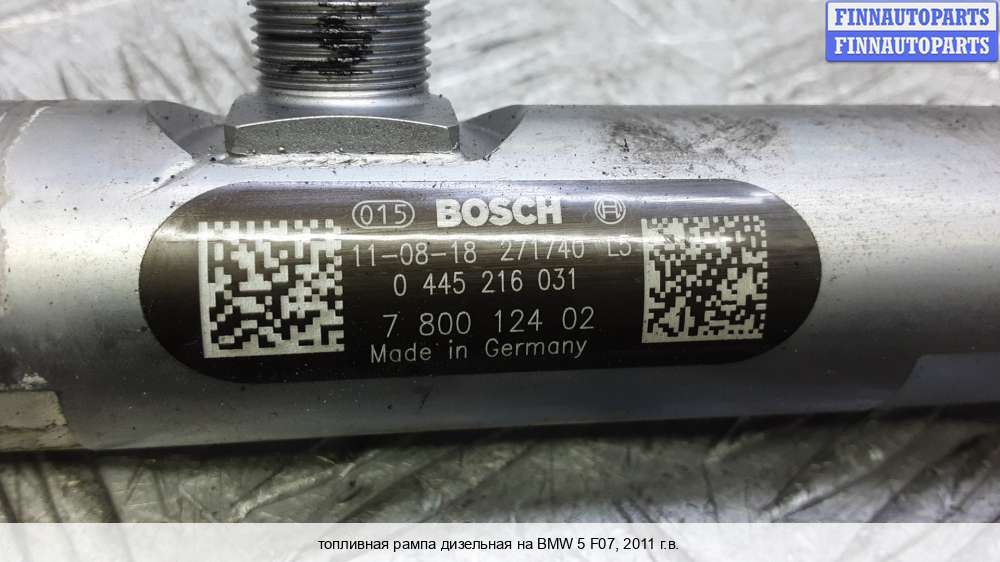 FINNAUTOPARTS
FINNAUTOPARTS
015 BOSCH
11-08-18 271740 L5
0 445 216 031
7 800 124 02
Made in Germany
топливная рампа дизельная на BMW 5 F07, 2011 г.в.